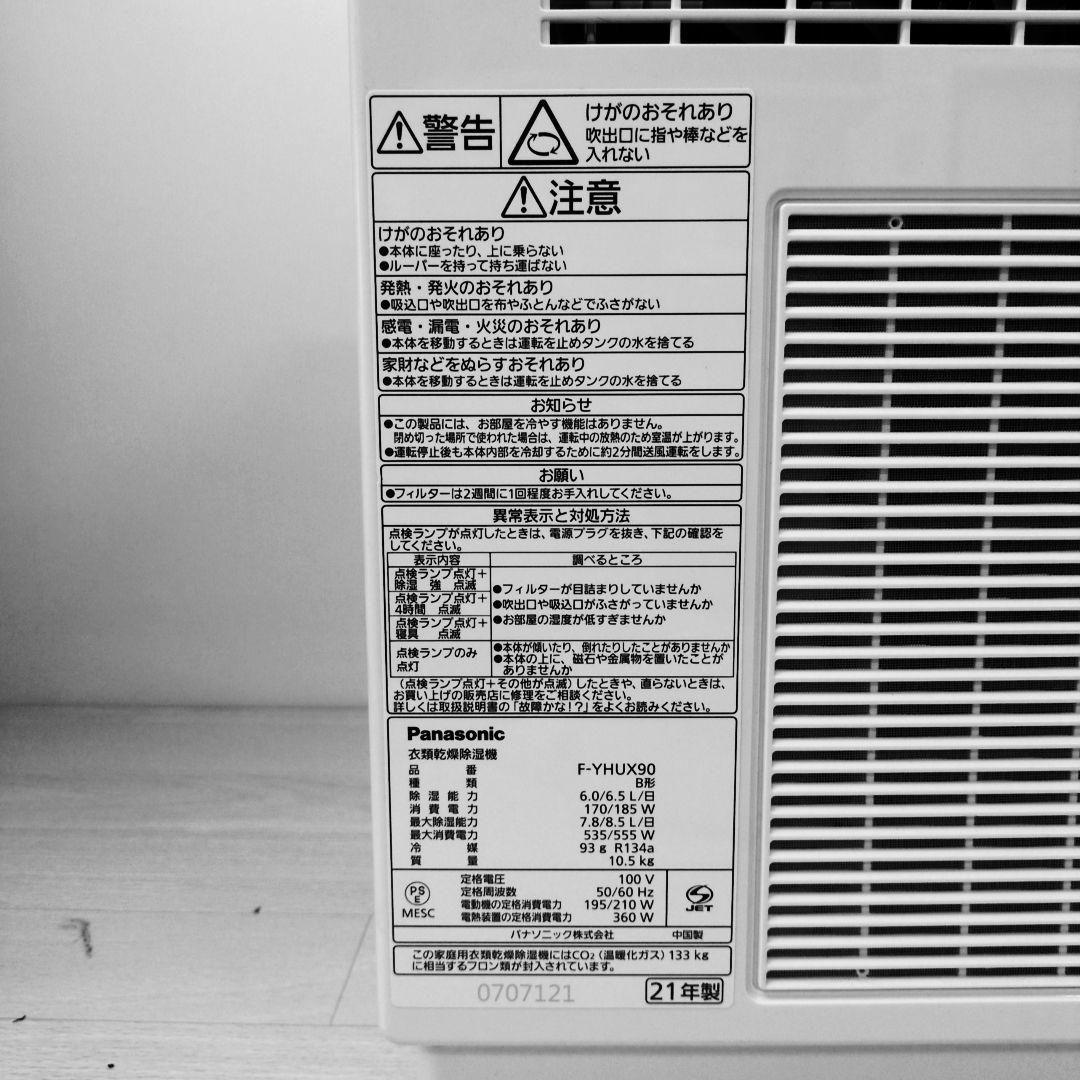 警告
けがのおそれあり
吹出口に指や棒などを
入れない
注意
けがのおそれあり
●本体に座ったり、上に乗らない
●ルーバーを持って持ち運ばない
発熱・発火のおそれあり
●吸込口や吹出口を布やふとんなどでふさがない
感電・漏電・火災のおそれあり
●本体を移動するときは運転を止めタンクの水を捨てる
家財などをぬらすおそれあり
●本体を移動するときは運転を止めタンクの水を捨てる
お知らせ
●この製品には、お部屋を冷やす機能はありません。
閉め切った場所で使われた場合は、運転中の放熱のため室温が上がります。
●運転停止後も本体内部を冷却するために約2分間送風運転をします。
お願い
●フィルターは2週間に1回程度お手入れしてください。
異常表示と対処方法
点検ランプが点灯したときは、電源プラグを抜き、下記の確認を
してください。
表示内容 調べるところ
点検ランプ点灯+
除湿 強 点滅
点検ランプ点灯+
4時間 点滅
点検ランプ点灯+
寝具 点滅
●フィルターが目詰まりしていませんか
●吹出口や吸込口がふさがっていませんか
●お部屋の湿度が低すぎませんか
点検ランプのみ
点灯
●本体が傾いたり、倒れたりしたことがありませんか
●本体の上に、磁石や金属物を置いたことが
ありませんか
(点検ランプ点灯+その他が点滅)したときや、直らないときは、
お買い上げの販売店に修理をご相談ください。
詳しくは取扱説明書の「故障かな!?」をよくお読みください。
Panasonic
衣類乾燥除湿機
品番 F-YHUX90
種類 B形
除湿能力 6.0/6.5 L/日
消費電力 170/185 W
最大除湿能力 7.8/8.5 L/日
最大消費電力 535/555 W
冷媒 93 g R134a
質量 10.5 kg
PS
E
MESC
定格電圧 100 V
定格周波数 50/60 Hz
電動機の定格消費電力 195/210 W
電熱装置の定格消費電力 360 W
JET
パナソニック株式会社 中国製
この家庭用衣類乾燥除湿機にはCO₂(温暖化ガス)133 kg
に相当するフロン類が封入されています。
0707121 21年製